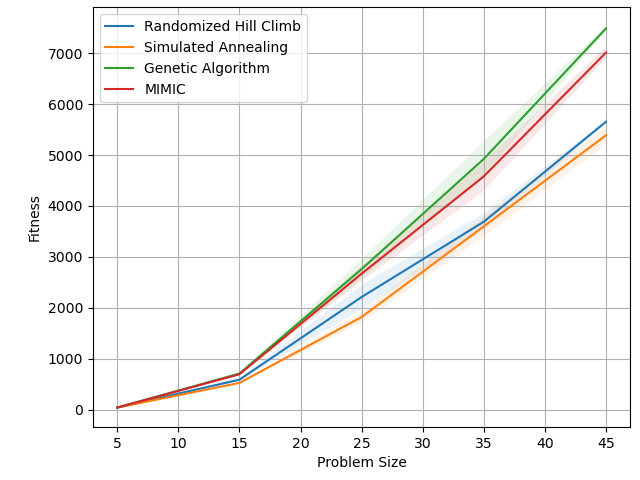 Randomized Hill Climb
Simulated Annealing
Genetic Algorithm
MIMIC
7000
6000
5000
4000
3000
2000
1000
0
Fitness
5 10 15 20 25 30 35 40 45
Problem Size